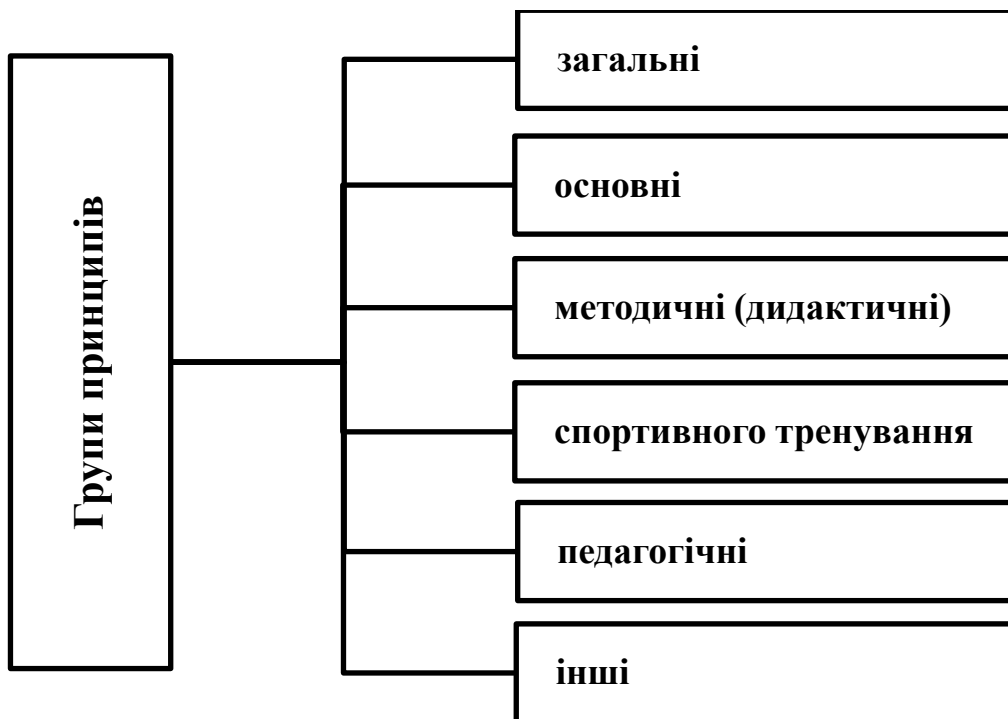 Групи принципів
загальні
основні
методичні (дидактичні)
спортивного тренування
педагогічні
інші